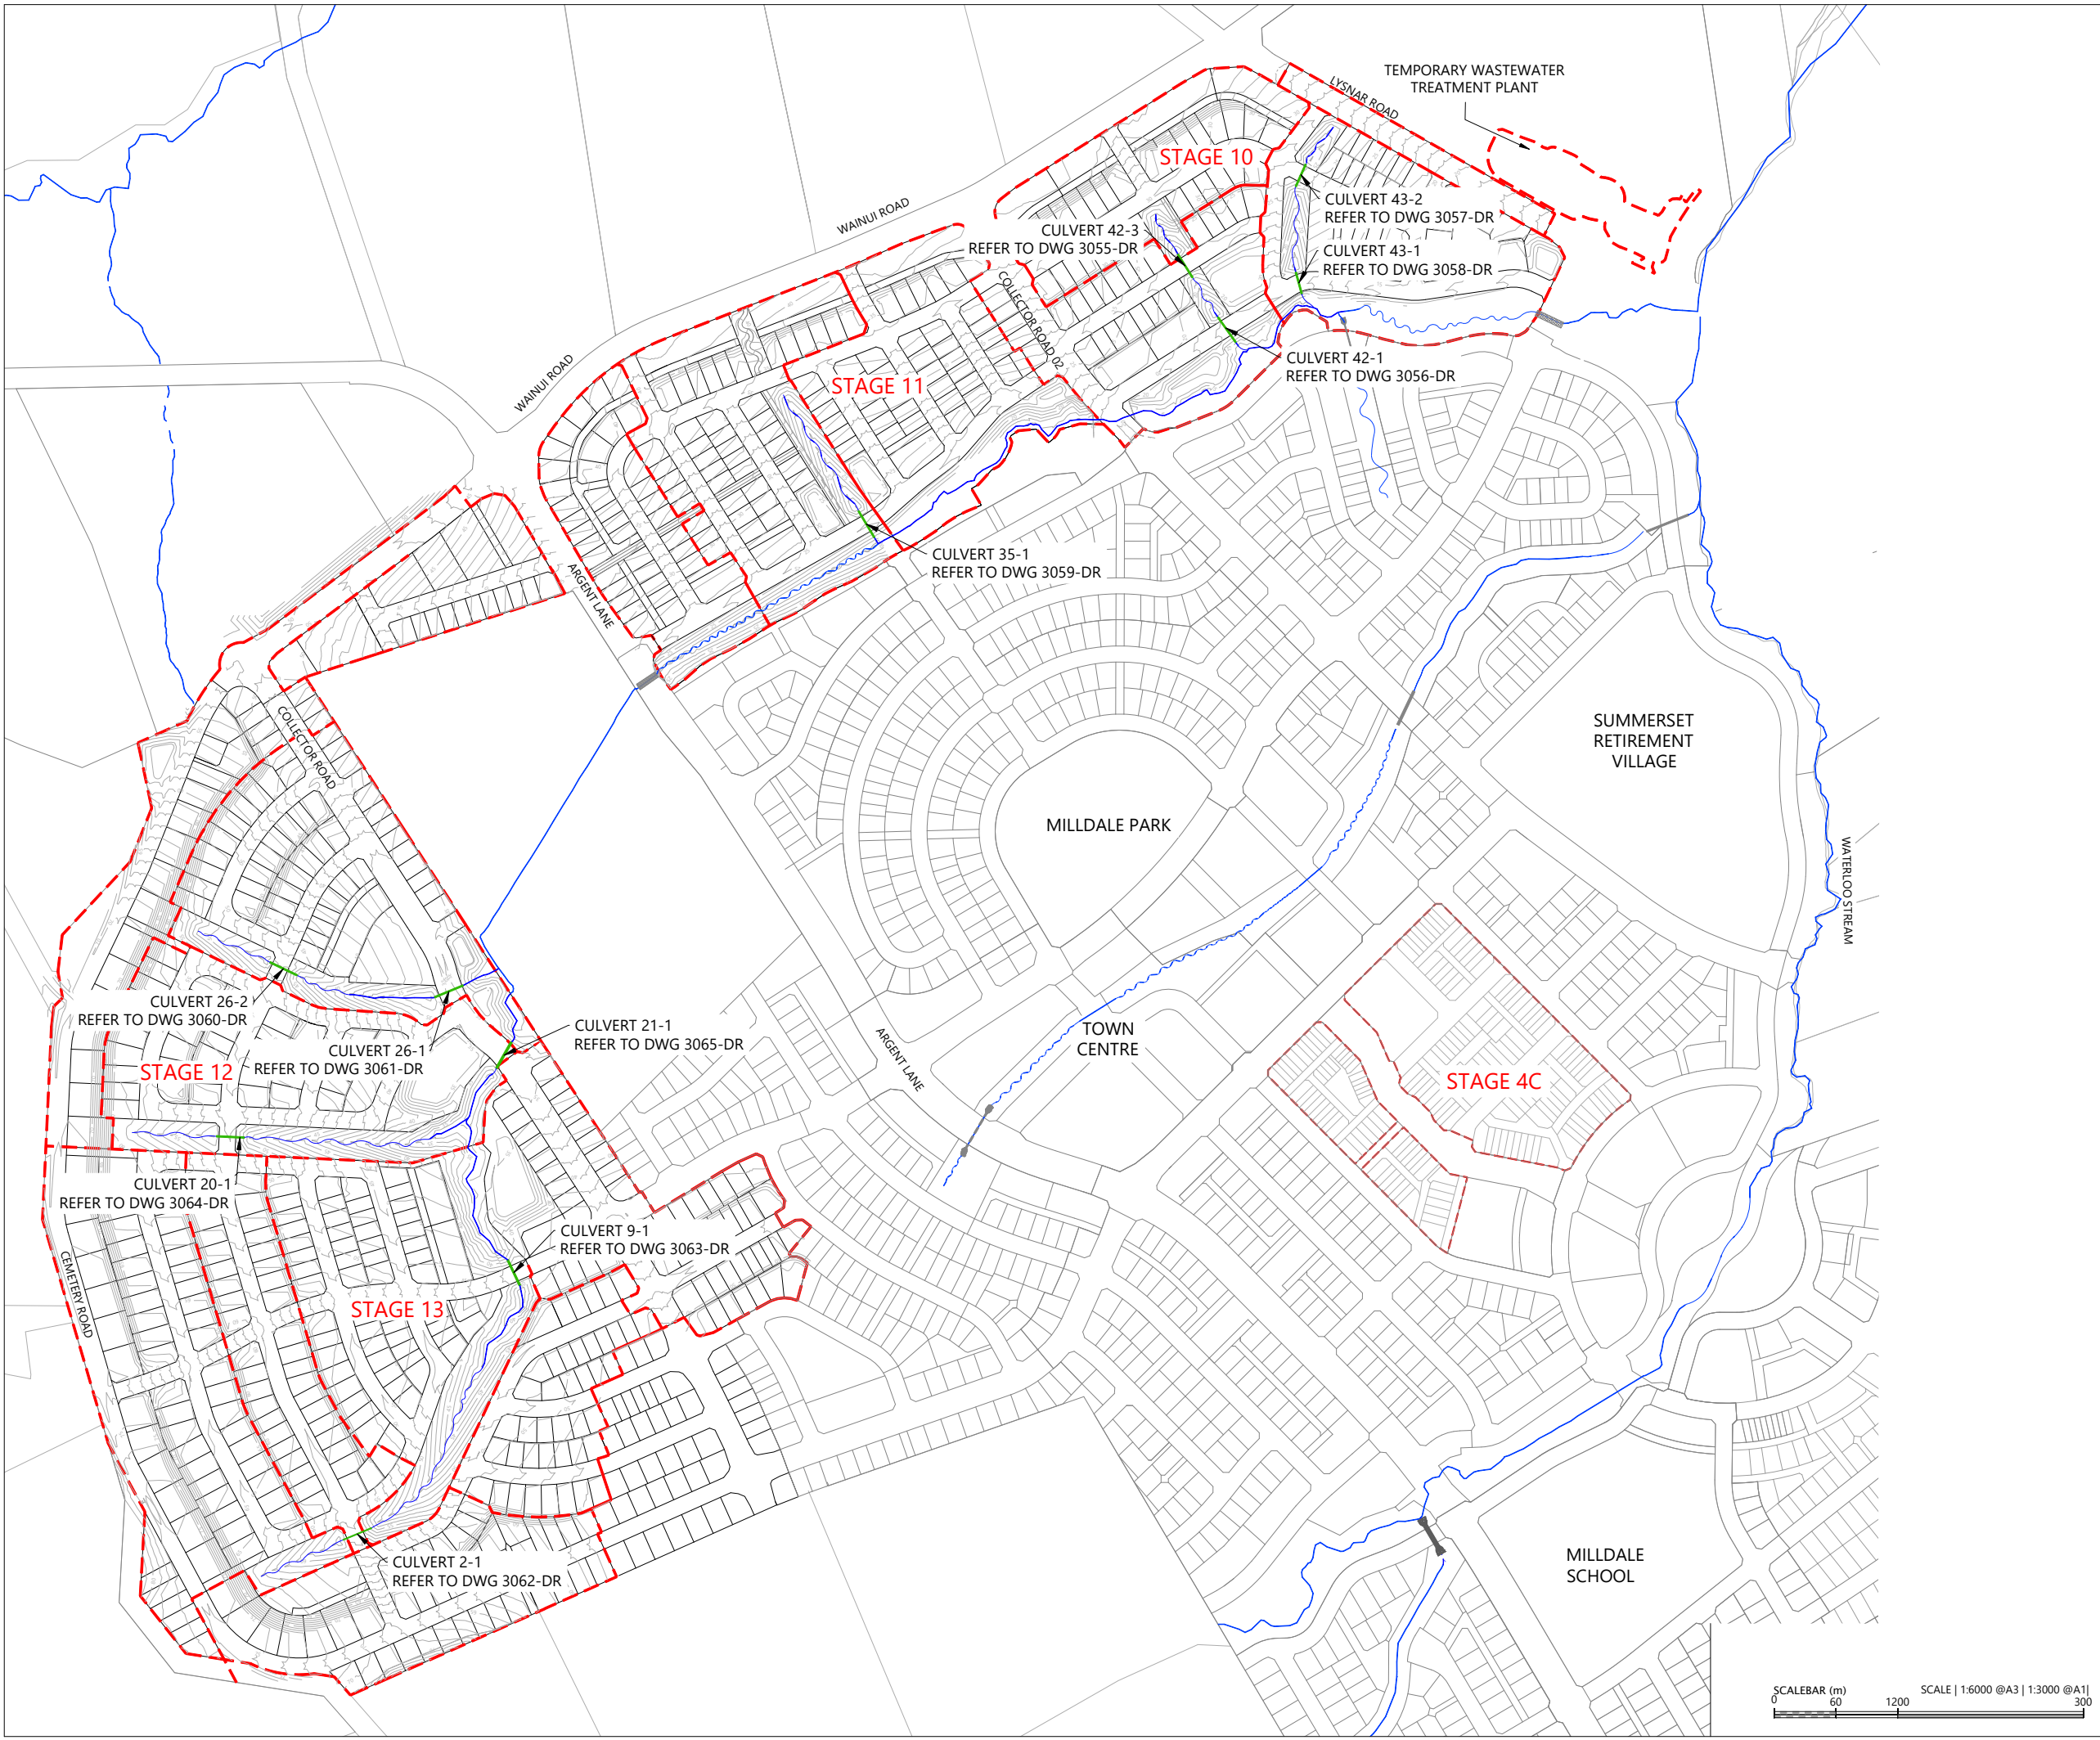 TEMPORARY WASTEWATER
TREATMENT PLANT
LYSNAR ROAD
STAGE 10
WAINUI ROAD
CULVERT 43-2
REFER TO DWG 3057-DR
CULVERT 42-3
REFER TO DWG 3055-DR
CULVERT 43-1
REFER TO DWG 3058-DR
COLLECTOR ROAD 02
WAINUI ROAD
CULVERT 42-1
REFER TO DWG 3056-DR
STAGE 11
CULVERT 35-1
REFER TO DWG 3059-DR
ARGENT LANE
COLLECTOR ROAD
SUMMERSET
RETIREMENT
VILLAGE
MILLDALE PARK
WATERLOO STREAM
CULVERT 26-2
REFER TO DWG 3060-DR
CULVERT 21-1
REFER TO DWG 3065-DR
CULVERT 26-1
REFER TO DWG 3061-DR
STAGE 12
TOWN
CENTRE
ARGENT LANE
STAGE 4C
CULVERT 20-1
REFER TO DWG 3064-DR
CULVERT 9-1
REFER TO DWG 3063-DR
CEMETERY ROAD
STAGE 13
CULVERT 2-1
REFER TO DWG 3062-DR
MILLDALE
SCHOOL
SCALEBAR (m)
SCALE | 1:6000 @A3 | 1:3000 @A1|
0 60 1200 300